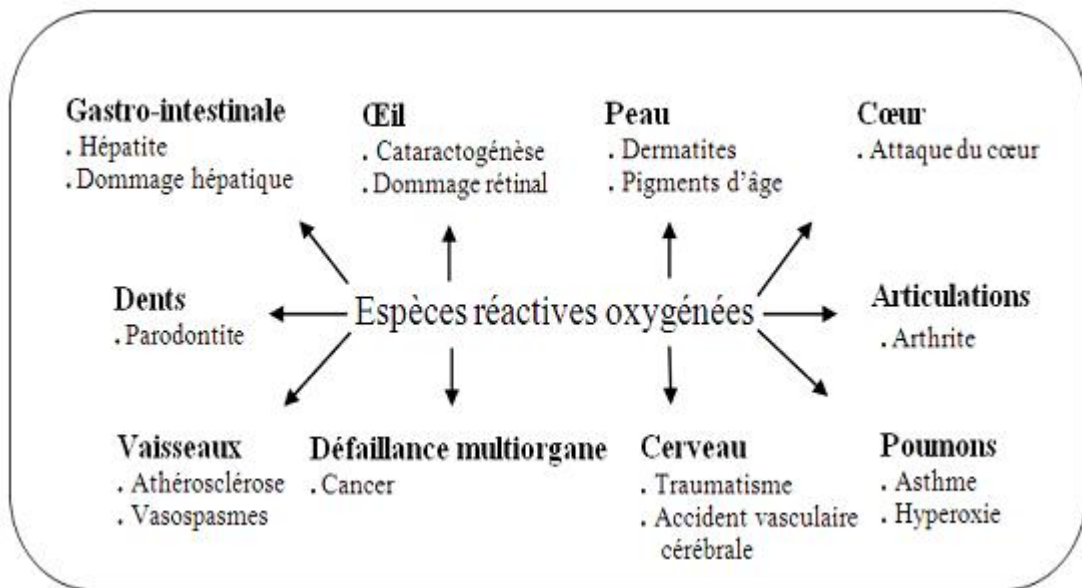 Gastro-intestinale
. Hépatite
. Dommage hépatique
Œil
. Cataractogénèse
. Dommage rétinal
Peau
. Dermatites
. Pigments d’âge
Cœur
. Attaque du cœur
Dents
. Parodontite
Espèces réactives oxygénées
Articulations
. Arthrite
Vaisseaux
. Athérosclérose
. Vasospasmes
Défaillance multiorgane
. Cancer
Cerveau
. Traumatisme
. Accident vasculaire
cérébrale
Poumons
. Asthme
. Hyperoxie